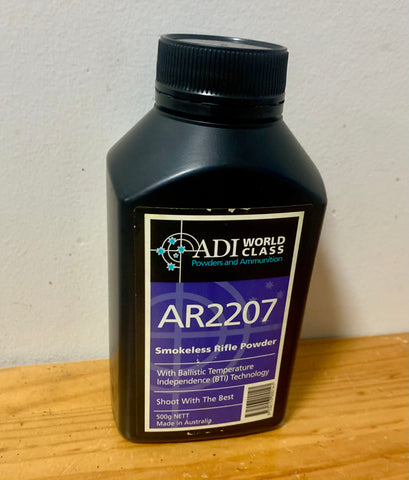 ADI WORLD CLASS
Powders and Ammunition
AR2207
Smokeless Rifle Powder
With Ballistic Temperature
Independence (BTI) Technology
Shoot With The Best
500g NETT
Made in Australia